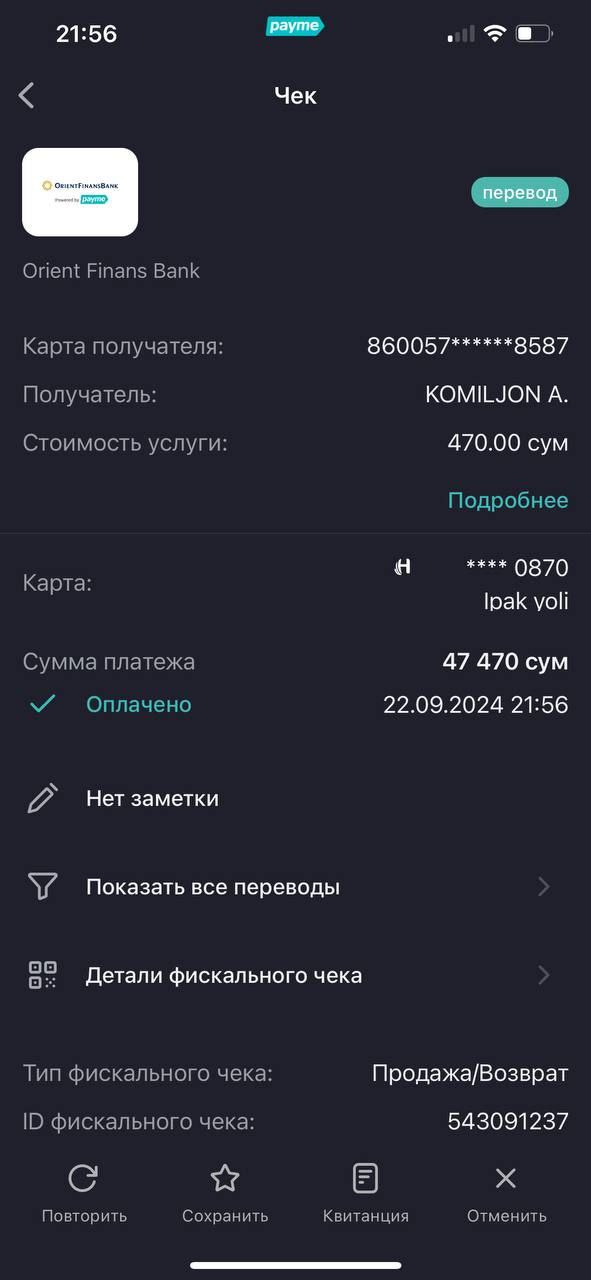 21:56
payme
Чек
ORIENTFINANSBANK
Powered by payme
перевод
Orient Finans Bank
Карта получателя: 860057******8587
Получатель: KOMILJON A.
Стоимость услуги: 470.00 сум
Подробнее
Карта: **** 0870
Ipak yoli
Сумма платежа 47 470 сум
Оплачено 22.09.2024 21:56
Нет заметки
Показать все переводы
Детали фискального чека
Тип фискального чека: Продажа/Возврат
ID фискального чека: 543091237
Повторить Сохранить Квитанция Отменить